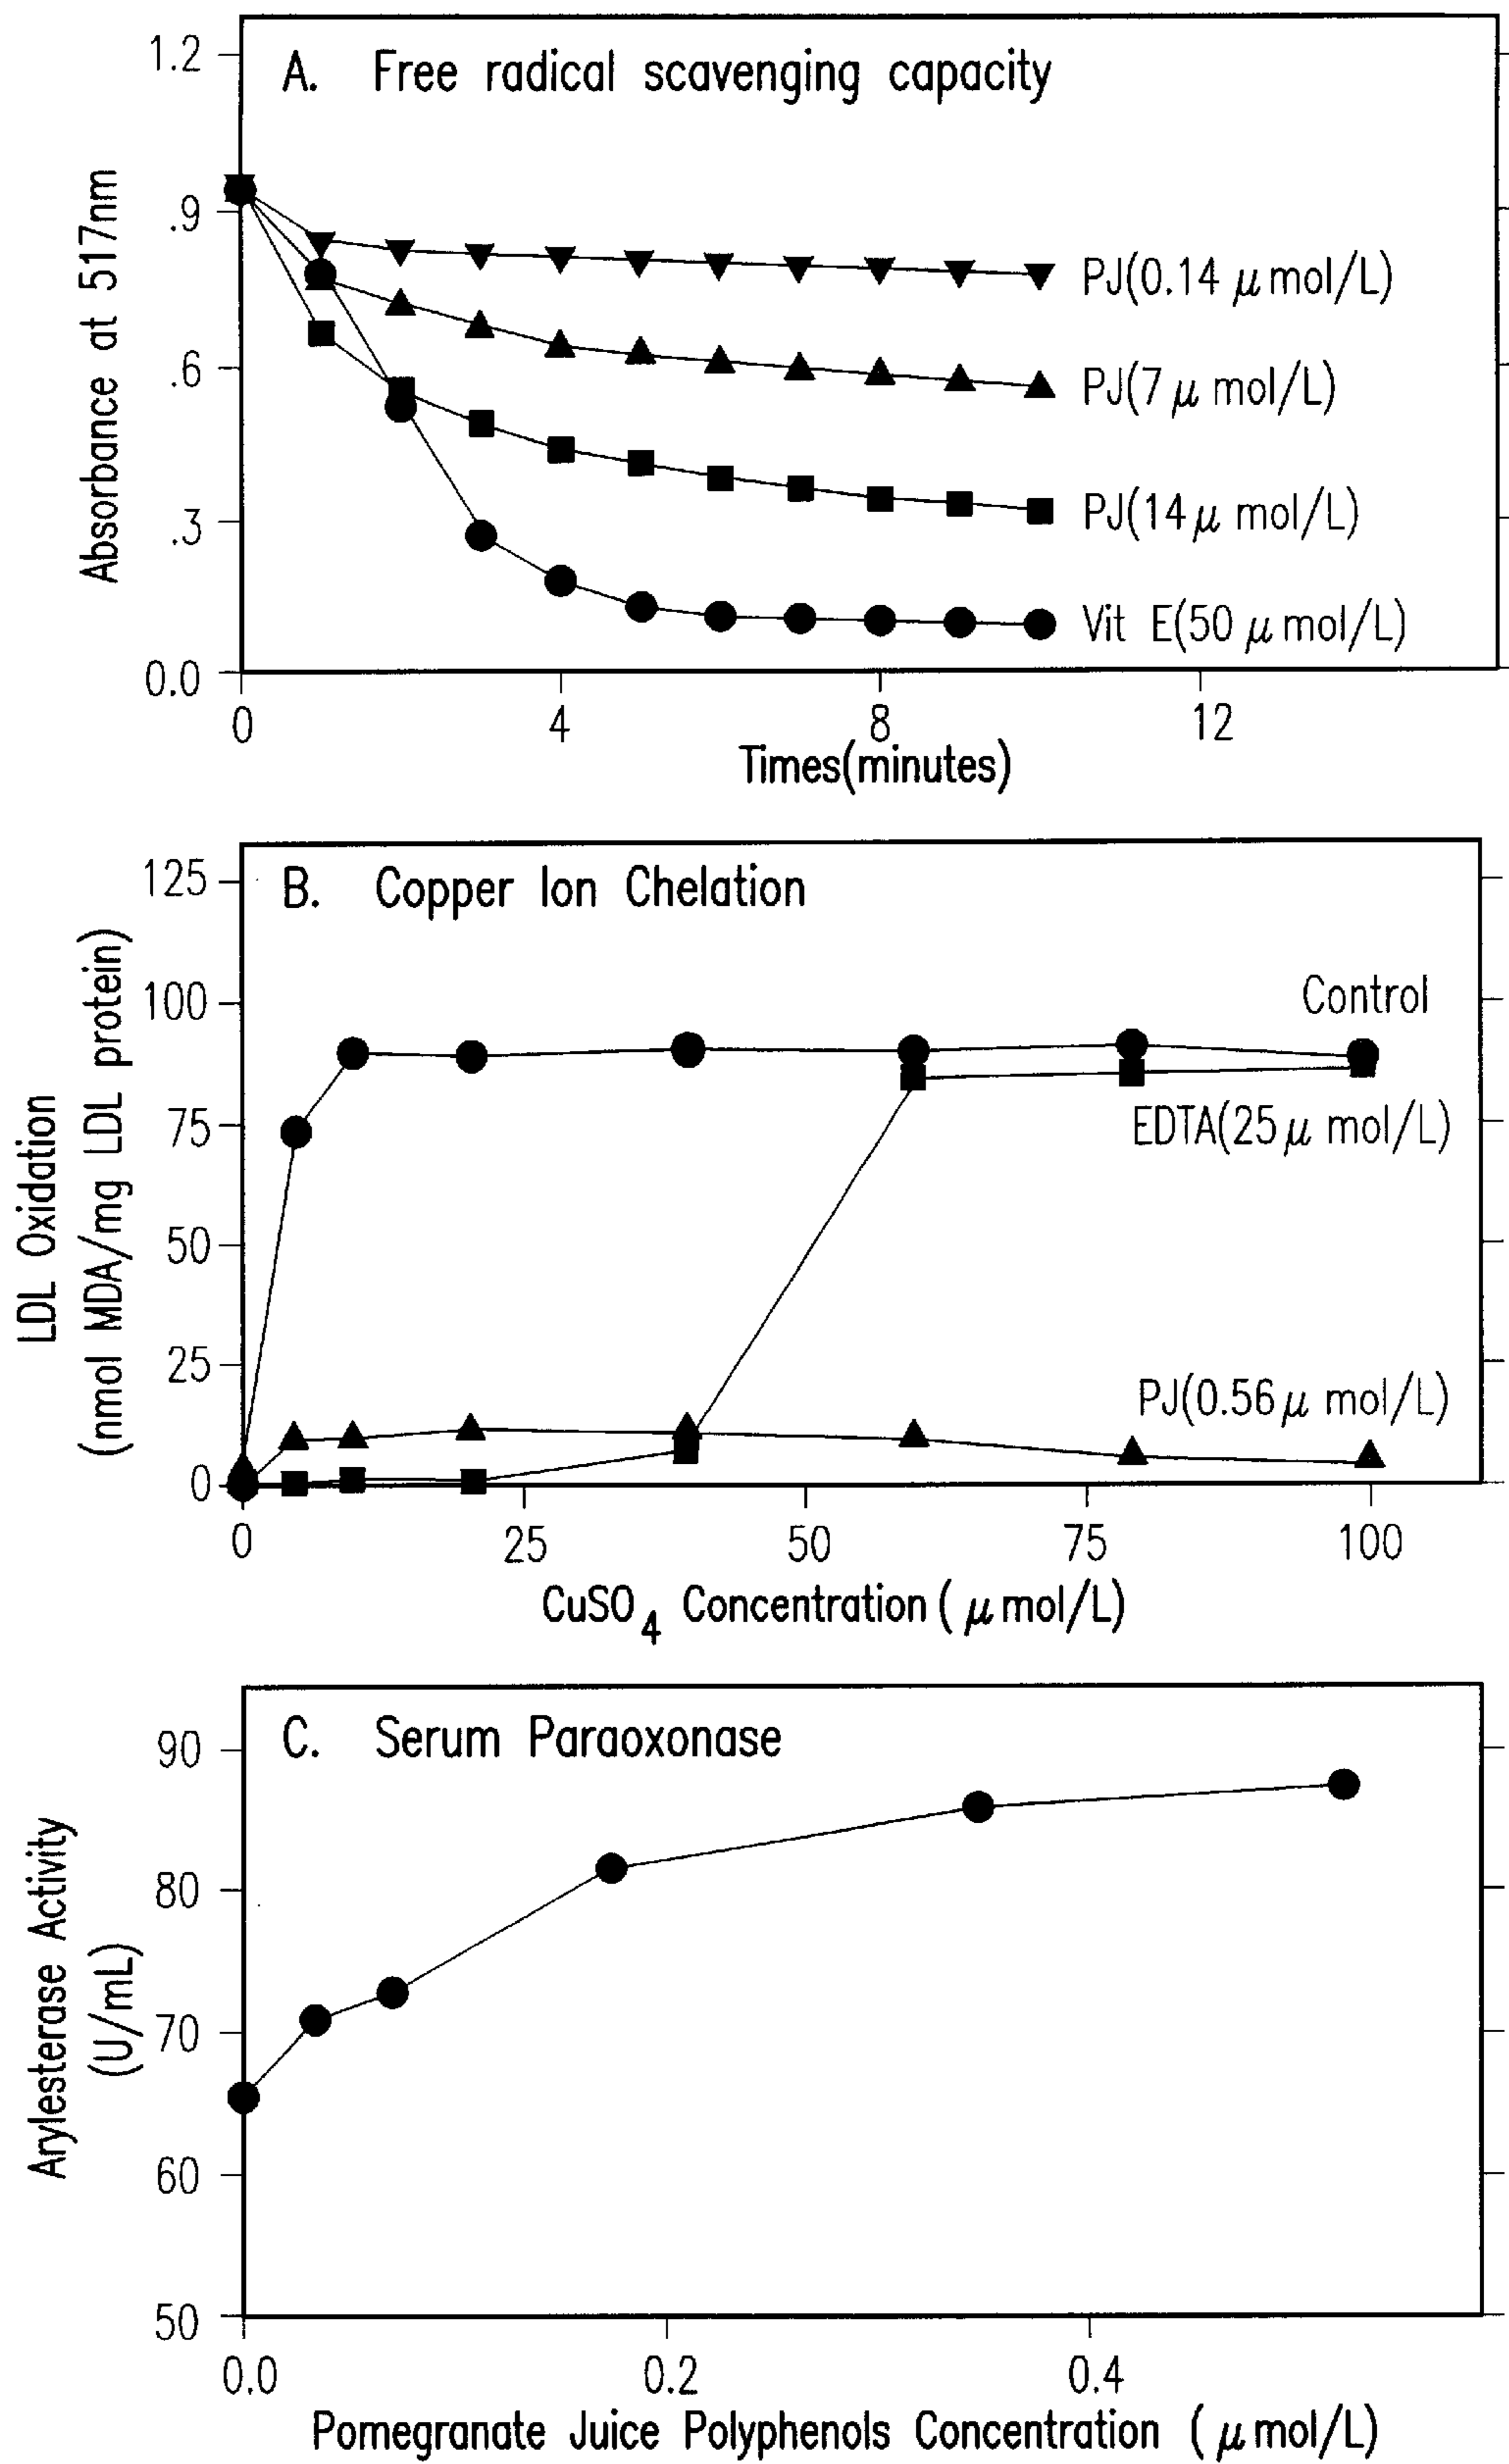 A. Free radical scavenging capacity
Absorbance at 517nm
1.2
.9
.6
.3
0.0
PJ(0.14 μ mol/L)
PJ(7 μ mol/L)
PJ(14 μ mol/L)
Vit E(50 μ mol/L)
0 4 8 12
Times(minutes)
B. Copper Ion Chelation
LDL Oxidation
(nmol MDA/mg LDL protein)
125
100
75
50
25
0
Control
EDTA(25 μ mol/L)
PJ(0.56 μ mol/L)
0 25 50 75 100
CuSO4 Concentration ( μ mol/L)
C. Serum Paraoxonase
Arylesterase Activity
(U/mL)
90
80
70
60
50
0.0 0.2 0.4
Pomegranate Juice Polyphenols Concentration ( μ mol/L)